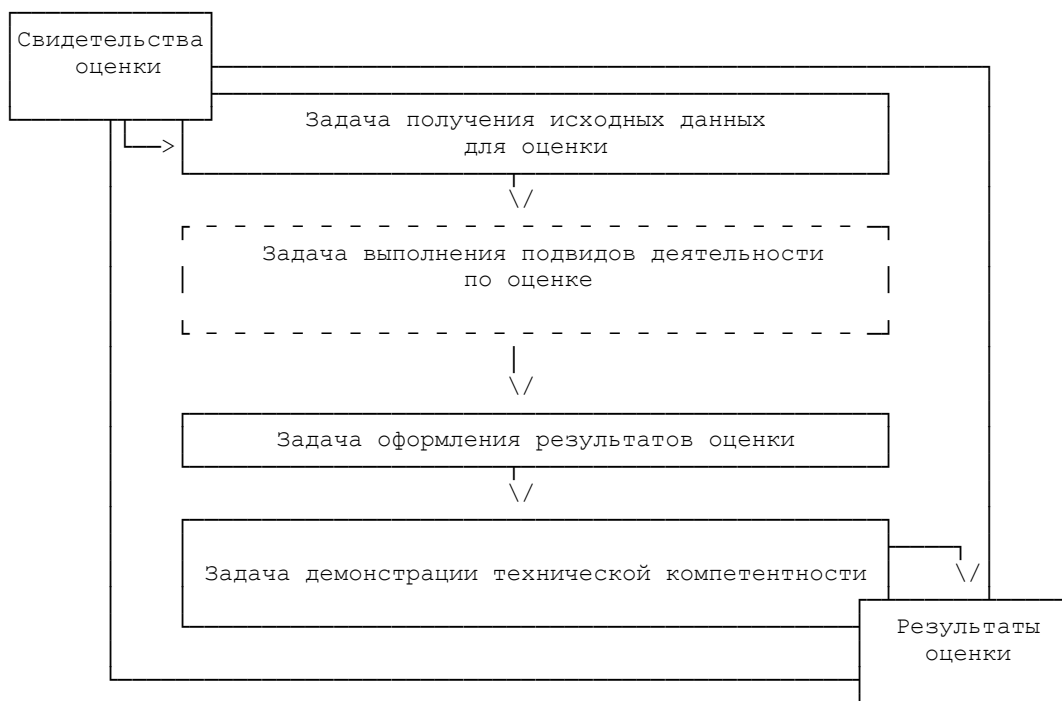 Свидетельства
оценки
Задача получения исходных данных
для оценки
Задача выполнения подвидов деятельности
по оценке
Задача оформления результатов оценки
Задача демонстрации технической компетентности
Результаты
оценки